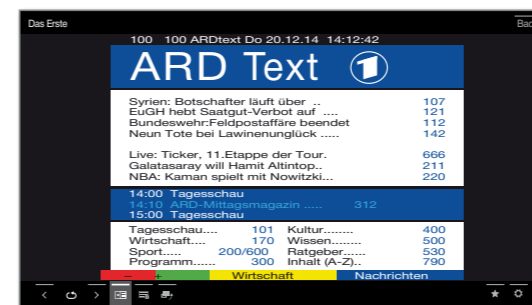 Das Erste
Bac
100 100 ARDtext Do 20.12.14 14:12:42
ARD Text 1
Syrien: Botschafter läuft über .. 107
EuGH hebt Saatgut-Verbot auf .... 121
Bundeswehr:Feldpostaffäre beendet 112
Neun Tote bei Lawinenunglück ..... 142
Live: Ticker, 11.Etappe der Tour. 666
Galatasaray will Hamit Altintop.. 211
NBA: Kaman spielt mit Nowitzki... 220
14:00 Tagesschau
14:10 ARD-Mittagsmagazin ..... 312
15:00 Tagesschau
Tagesschau.... 101 Kultur........ 400
Wirtschaft.... 170 Wissen........ 500
Sport..... 200/600 Ratgeber...... 530
Programm...... 300 Inhalt (A-Z).. 790
- + Wirtschaft Nachrichten